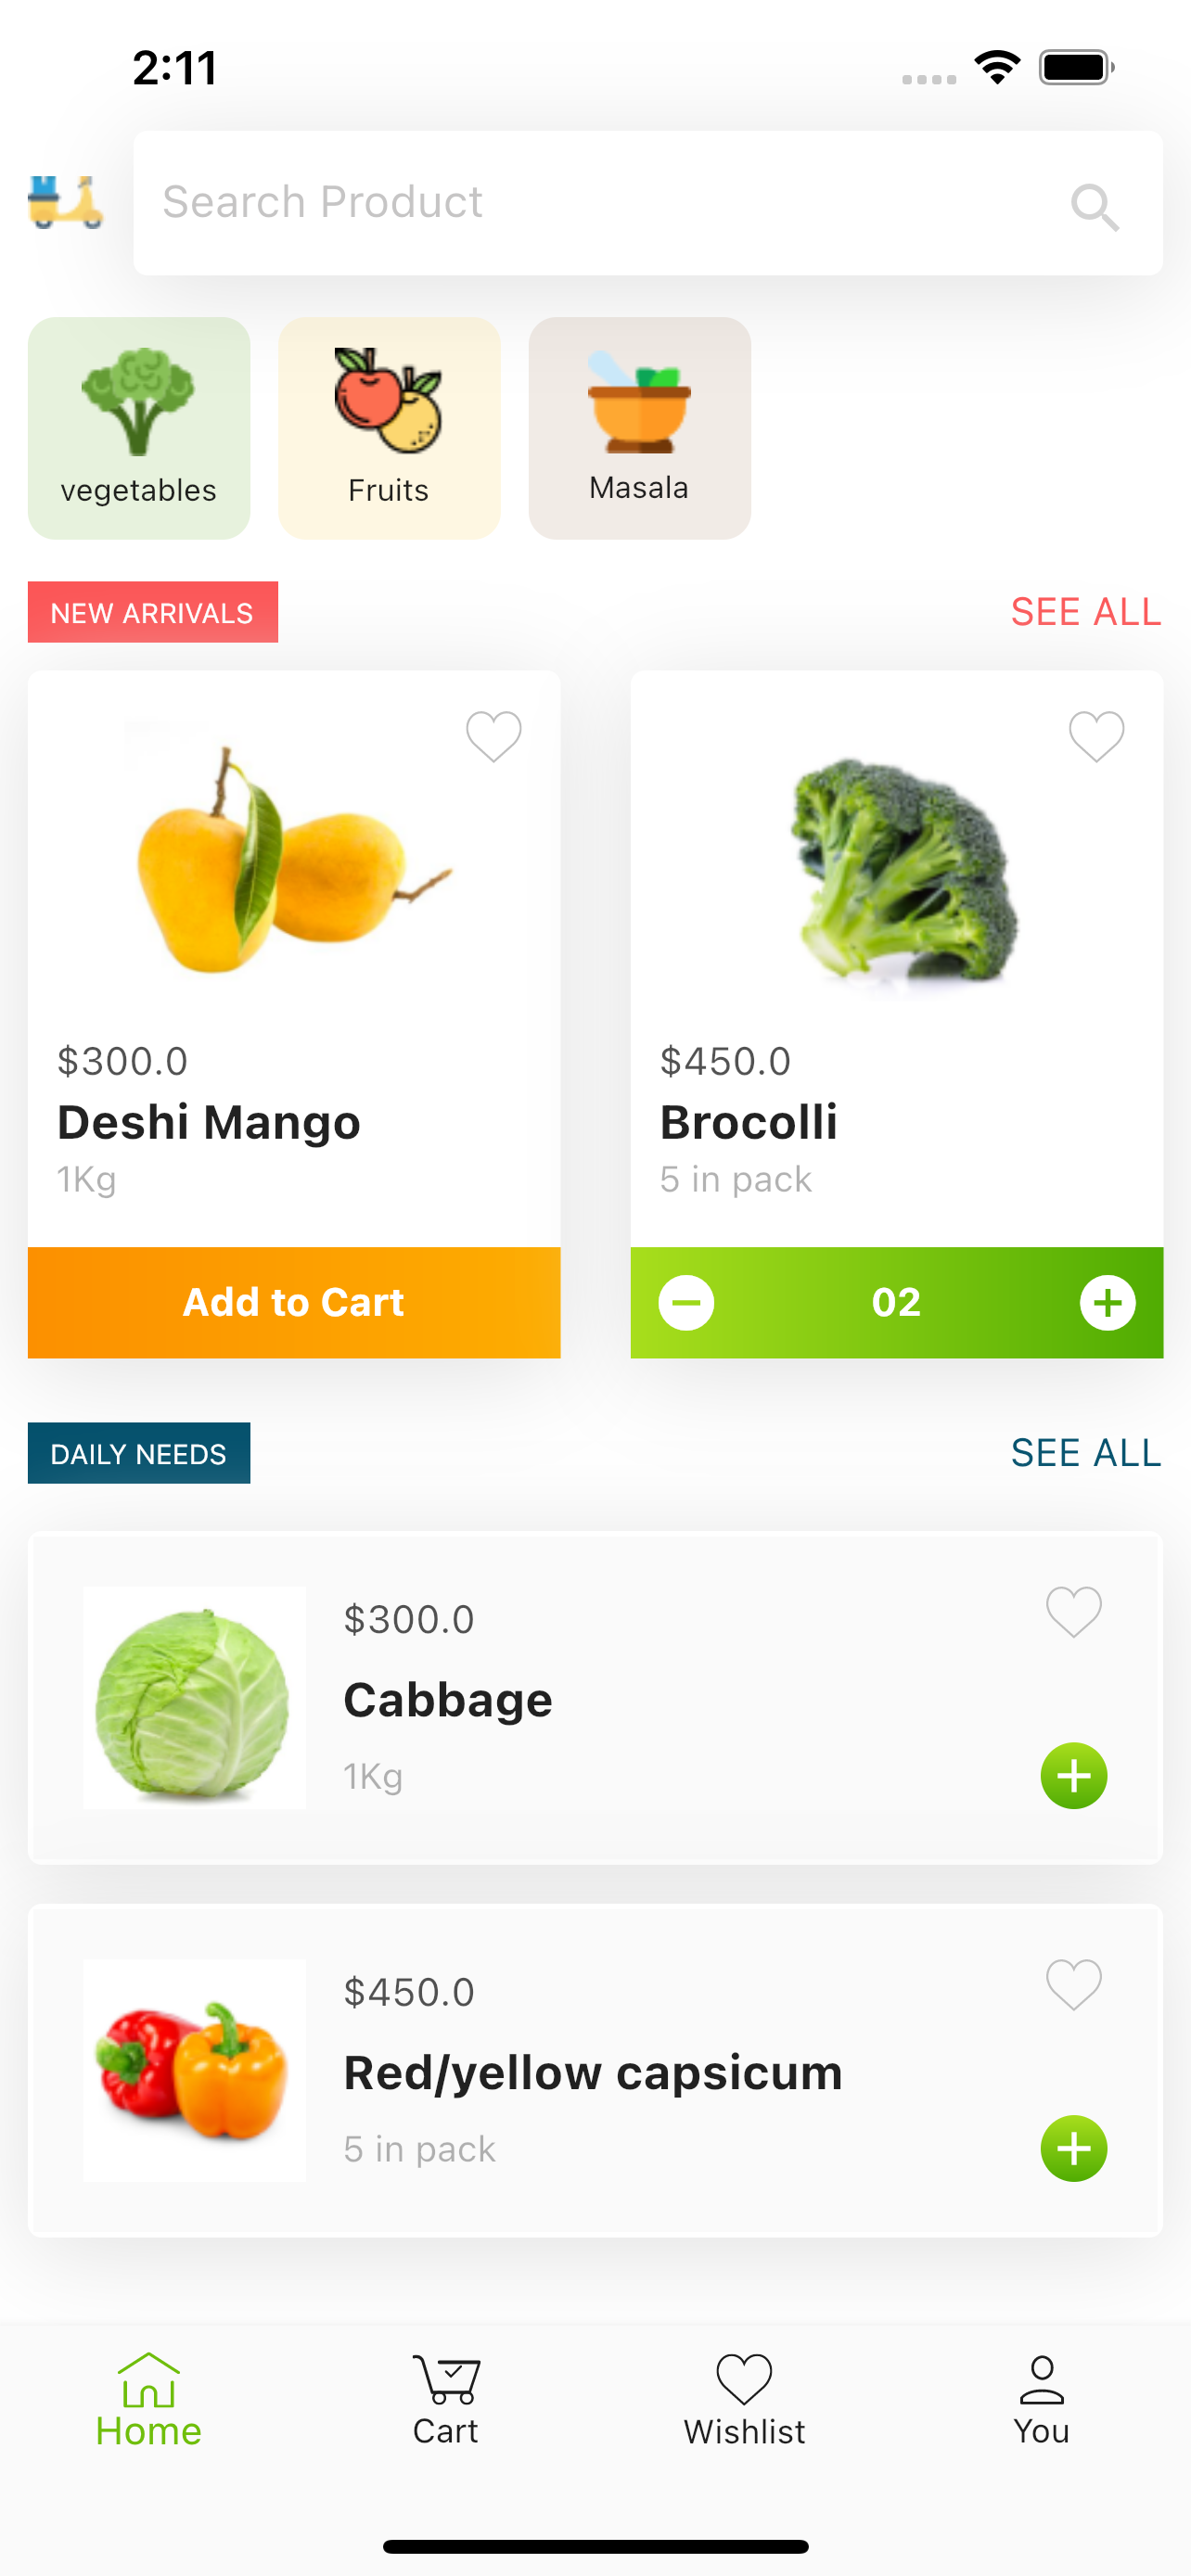 2:11
Search Product
vegetables
Fruits
Masala
NEW ARRIVALS
SEE ALL
$300.0
Deshi Mango
1Kg
Add to Cart
$450.0
Brocolli
5 in pack
02
DAILY NEEDS
SEE ALL
$300.0
Cabbage
1Kg
$450.0
Red/yellow capsicum
5 in pack
Home
Cart
Wishlist
You